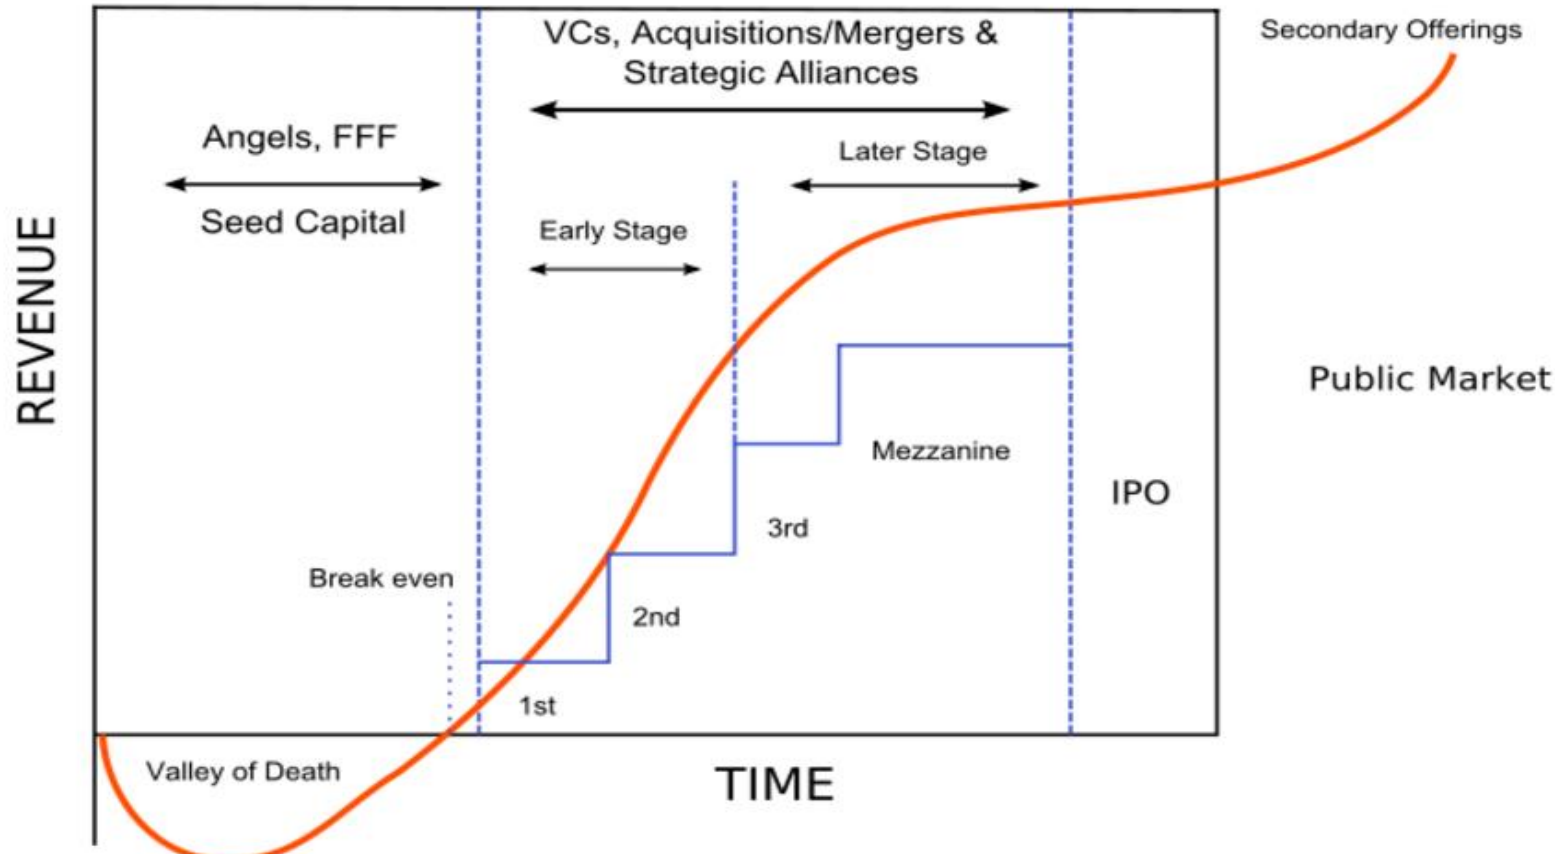 VCs, Acquisitions/Mergers &
Strategic Alliances
Secondary Offerings
Angels, FFF
Seed Capital
Later Stage
Early Stage
REVENUE
Public Market
Mezzanine
IPO
3rd
Break even
2nd
1st
Valley of Death
TIME